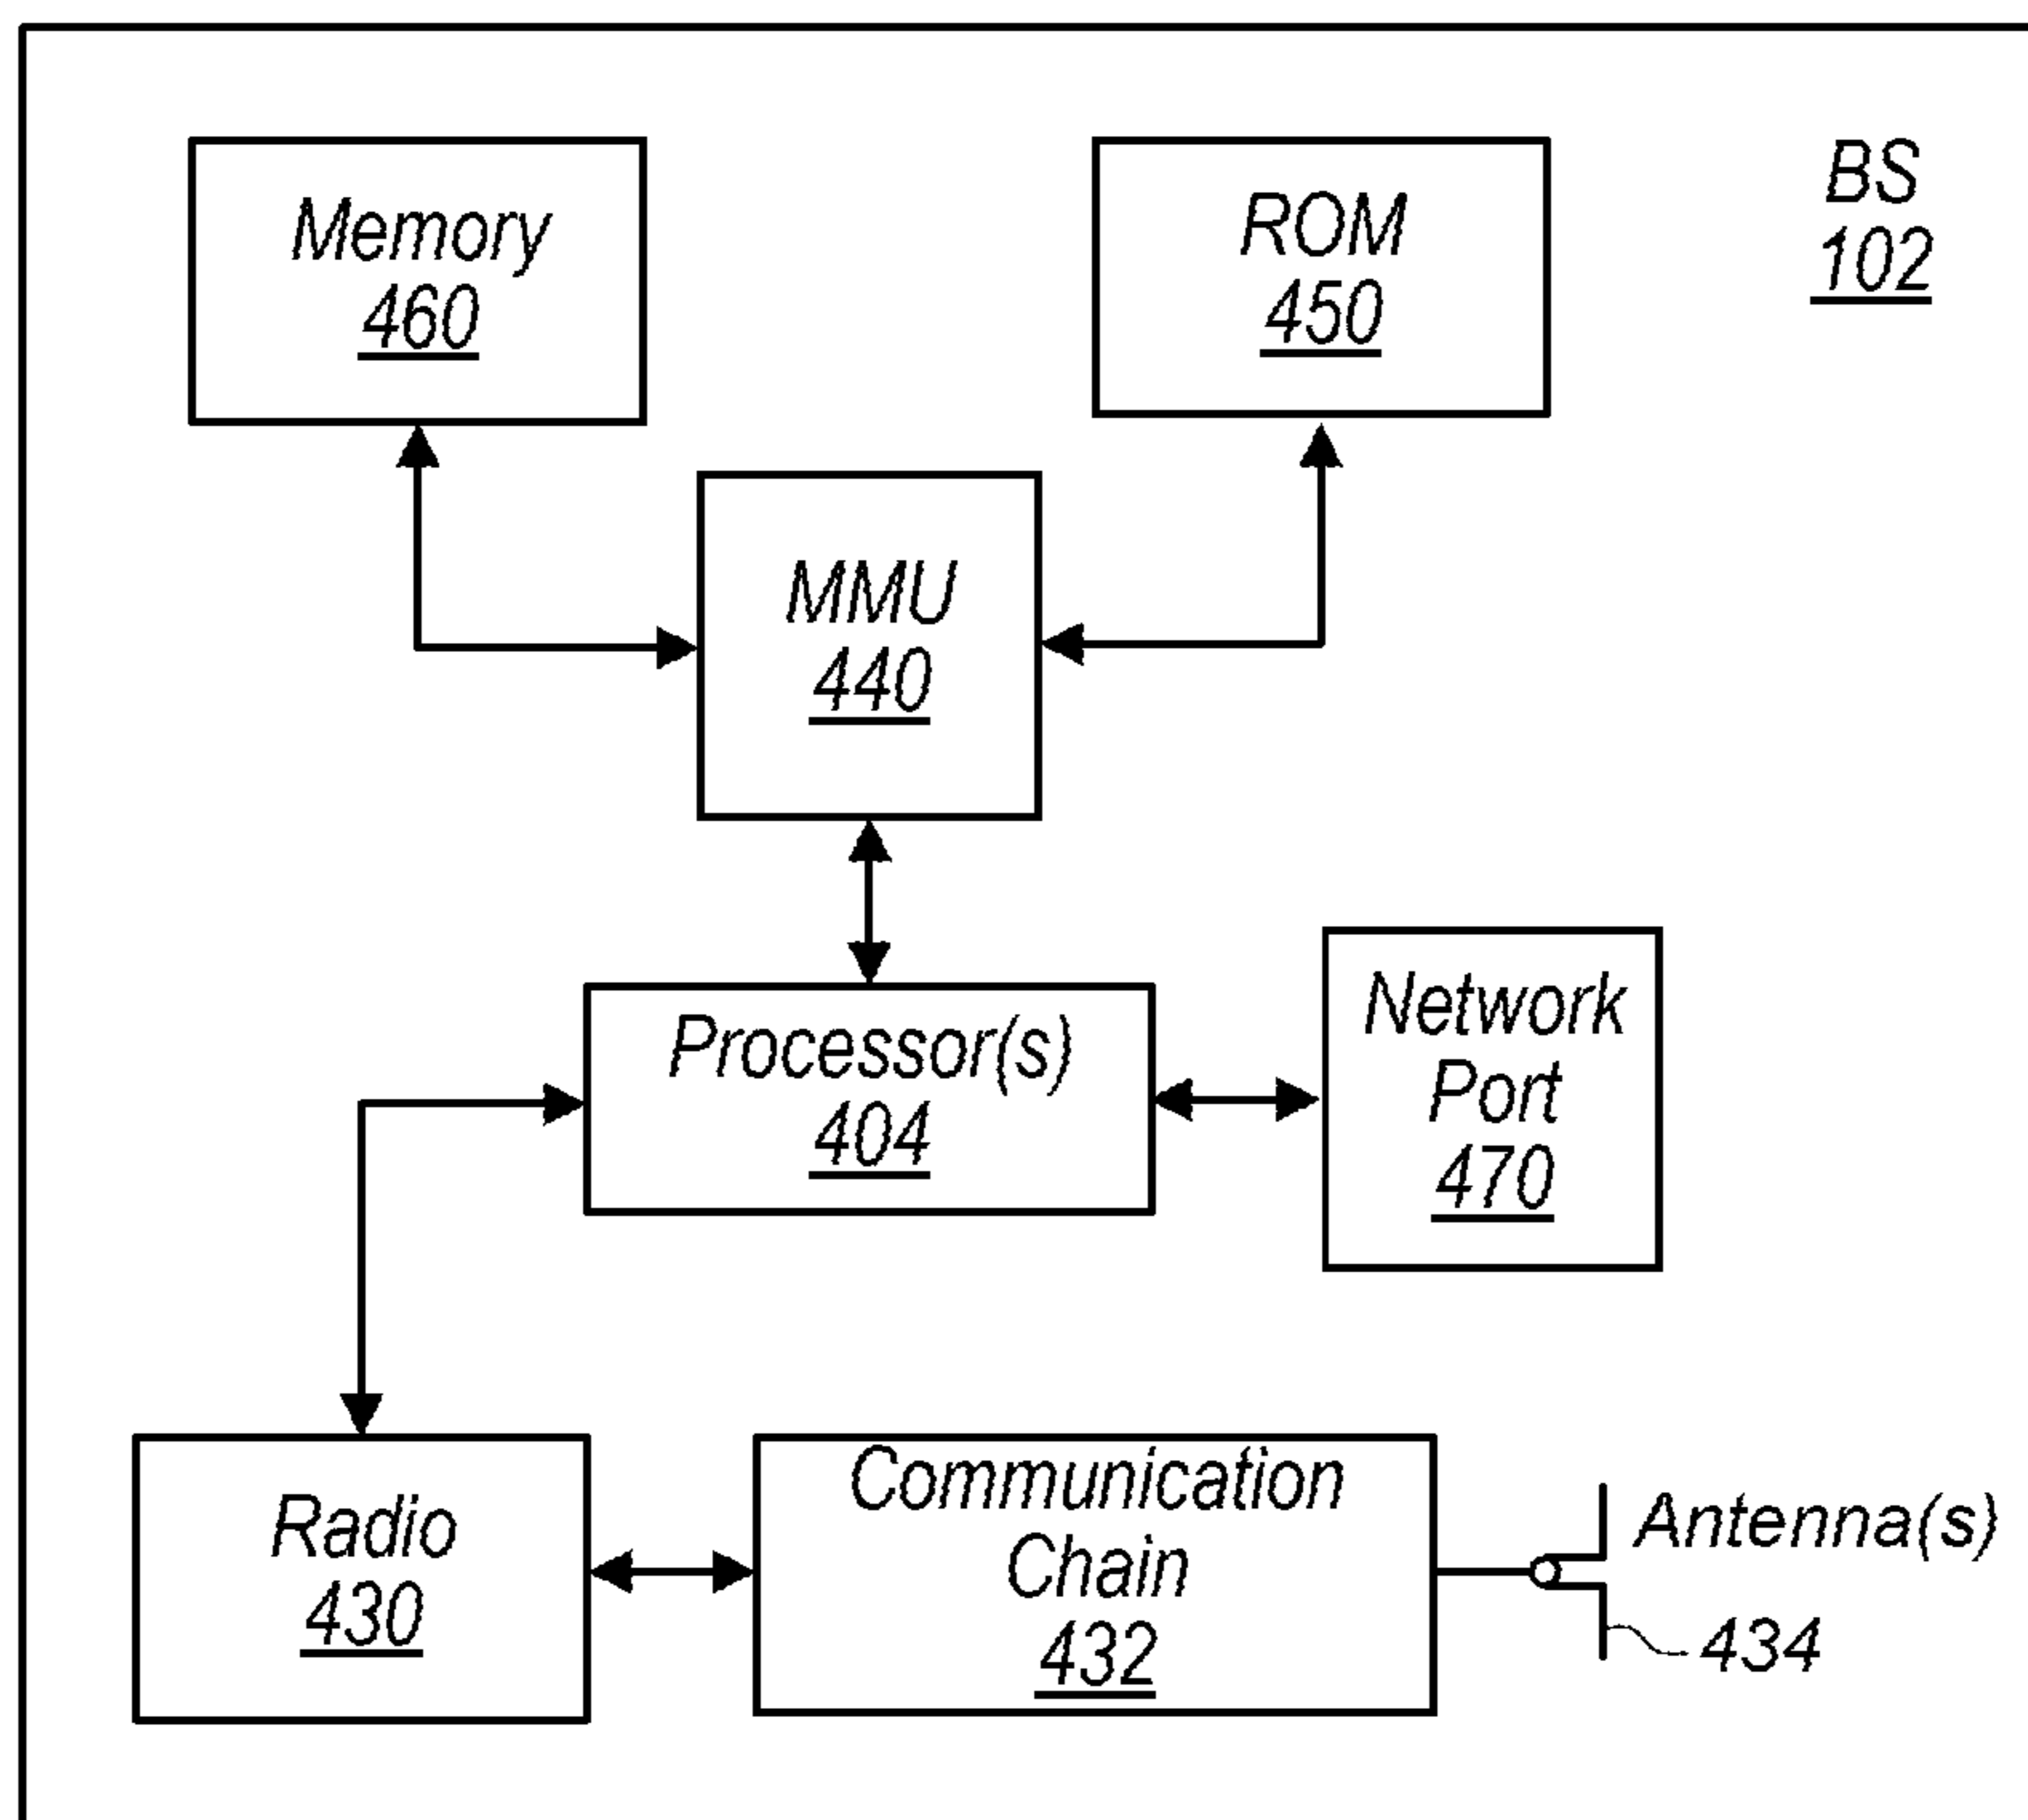 Memory
460
ROM
450
BS
102
MMU
440
Processor(s)
404
Network
Port
470
Radio
430
Communication
Chain
432
Antenna(s)
434